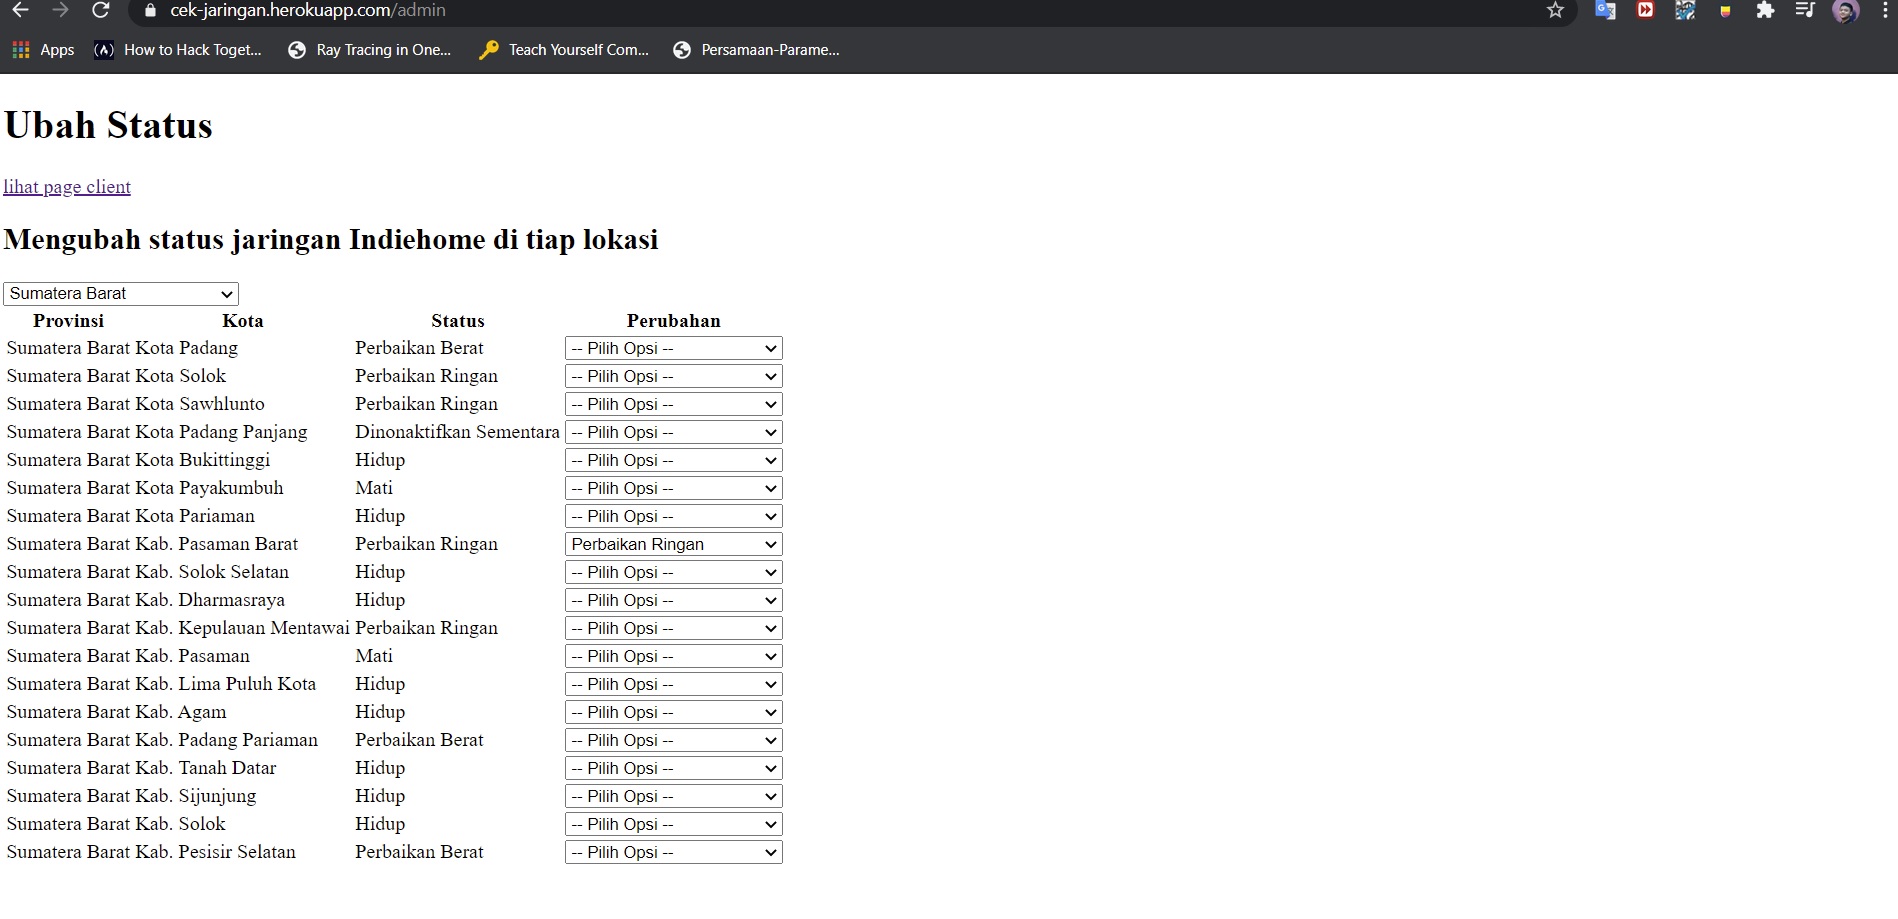 cek-jaringan.herokuapp.com/admin
Apps How to Hack Toget... Ray Tracing in One... Teach Yourself Com... Persamaan-Parame...
Ubah Status
lihat page client
Mengubah status jaringan Indiehome di tiap lokasi
Sumatera Barat
Provinsi Kota Status Perubahan
Sumatera Barat Kota Padang Perbaikan Berat -- Pilih Opsi --
Sumatera Barat Kota Solok Perbaikan Ringan -- Pilih Opsi --
Sumatera Barat Kota Sawhlunto Perbaikan Ringan -- Pilih Opsi --
Sumatera Barat Kota Padang Panjang Dinonaktifkan Sementara -- Pilih Opsi --
Sumatera Barat Kota Bukittinggi Hidup -- Pilih Opsi --
Sumatera Barat Kota Payakumbuh Mati -- Pilih Opsi --
Sumatera Barat Kota Pariaman Hidup -- Pilih Opsi --
Sumatera Barat Kab. Pasaman Barat Perbaikan Ringan Perbaikan Ringan
Sumatera Barat Kab. Solok Selatan Hidup -- Pilih Opsi --
Sumatera Barat Kab. Dharmasraya Hidup -- Pilih Opsi --
Sumatera Barat Kab. Kepulauan Mentawai Perbaikan Ringan -- Pilih Opsi --
Sumatera Barat Kab. Pasaman Mati -- Pilih Opsi --
Sumatera Barat Kab. Lima Puluh Kota Hidup -- Pilih Opsi --
Sumatera Barat Kab. Agam Hidup -- Pilih Opsi --
Sumatera Barat Kab. Padang Pariaman Perbaikan Berat -- Pilih Opsi --
Sumatera Barat Kab. Tanah Datar Hidup -- Pilih Opsi --
Sumatera Barat Kab. Sijunjung Hidup -- Pilih Opsi --
Sumatera Barat Kab. Solok Hidup -- Pilih Opsi --
Sumatera Barat Kab. Pesisir Selatan Perbaikan Berat -- Pilih Opsi --